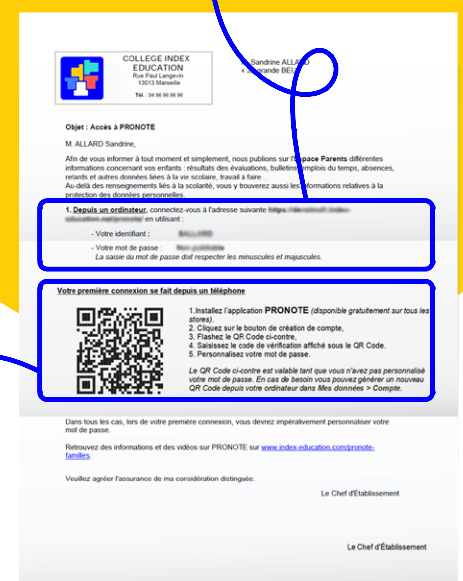 COLLEGE INDEX
EDUCATION
Rue Paul Langevin
13013 Marseille
Tél. : 04 96 96 96 96
Sandrine ALLARD
grande BEU
Objet : Accés à PRONOTE
M. ALLARD Sandrine,
Afin de vous informer à tout moment et simplement, nous publions sur l'Espace Parents différentes
informations concernant vos enfants : résultats des évaluations, bulletins, emplois du temps, absences,
retards et autres données liées à la vie scolaire, travail à faire...
Au-delà des renseignements liés à la scolarité, vous y trouverez aussi les informations relatives à la
protection des données personnelles.
1. Depuis un ordinateur, connectez-vous à l'adresse suivante
en utilisant :
- Votre identifiant :
- Votre mot de passe :
La saisie du mot de passe doit respecter les minuscules et majuscules.
Votre première connexion se fait depuis un téléphone
1.Installez l'application PRONOTE (disponible gratuitement sur tous les
stores).
2. Cliquez sur le bouton de création de compte,
3. Flashez le QR Code ci-contre,
4. Saisissez le code de vérification affiché sous le QR Code.
5. Personnalisez votre mot de passe.
Le QR Code ci-contre est valable tant que vous n'avez pas personnalisé
votre mot de passe. En cas de besoin vous pouvez générer un nouveau
QR Code depuis votre ordinateur dans Mes données > Compte.
Dans tous les cas, lors de votre première connexion, vous devrez impérativement personnaliser votre
mot de passe.
Retrouvez des informations et des vidéos sur PRONOTE sur www.index-education.com/pronote-
familles.
Veuillez agréer l'assurance de ma considération distinguée.
Le Chef d'Établissement
Le Chef d'Établissement